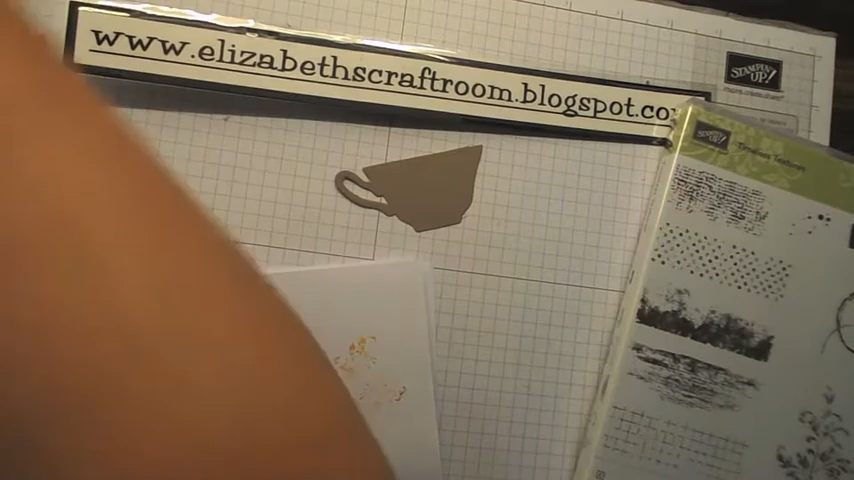 www.elizabethscraftroom.blogspot.co
STAMPIN' UP!
STAMPIN' UP!
Timeless Textures